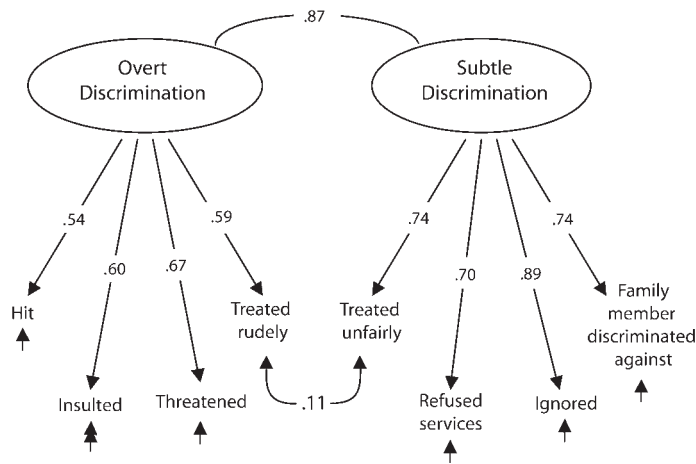 .87
Overt
Discrimination
Subtle
Discrimination
.54
.60
.67
.59
.74
.70
.89
.74
Hit
Insulted
Threatened
Treated
rudely
Treated
unfairly
.11
Refused
services
Ignored
Family
member
discriminated
against